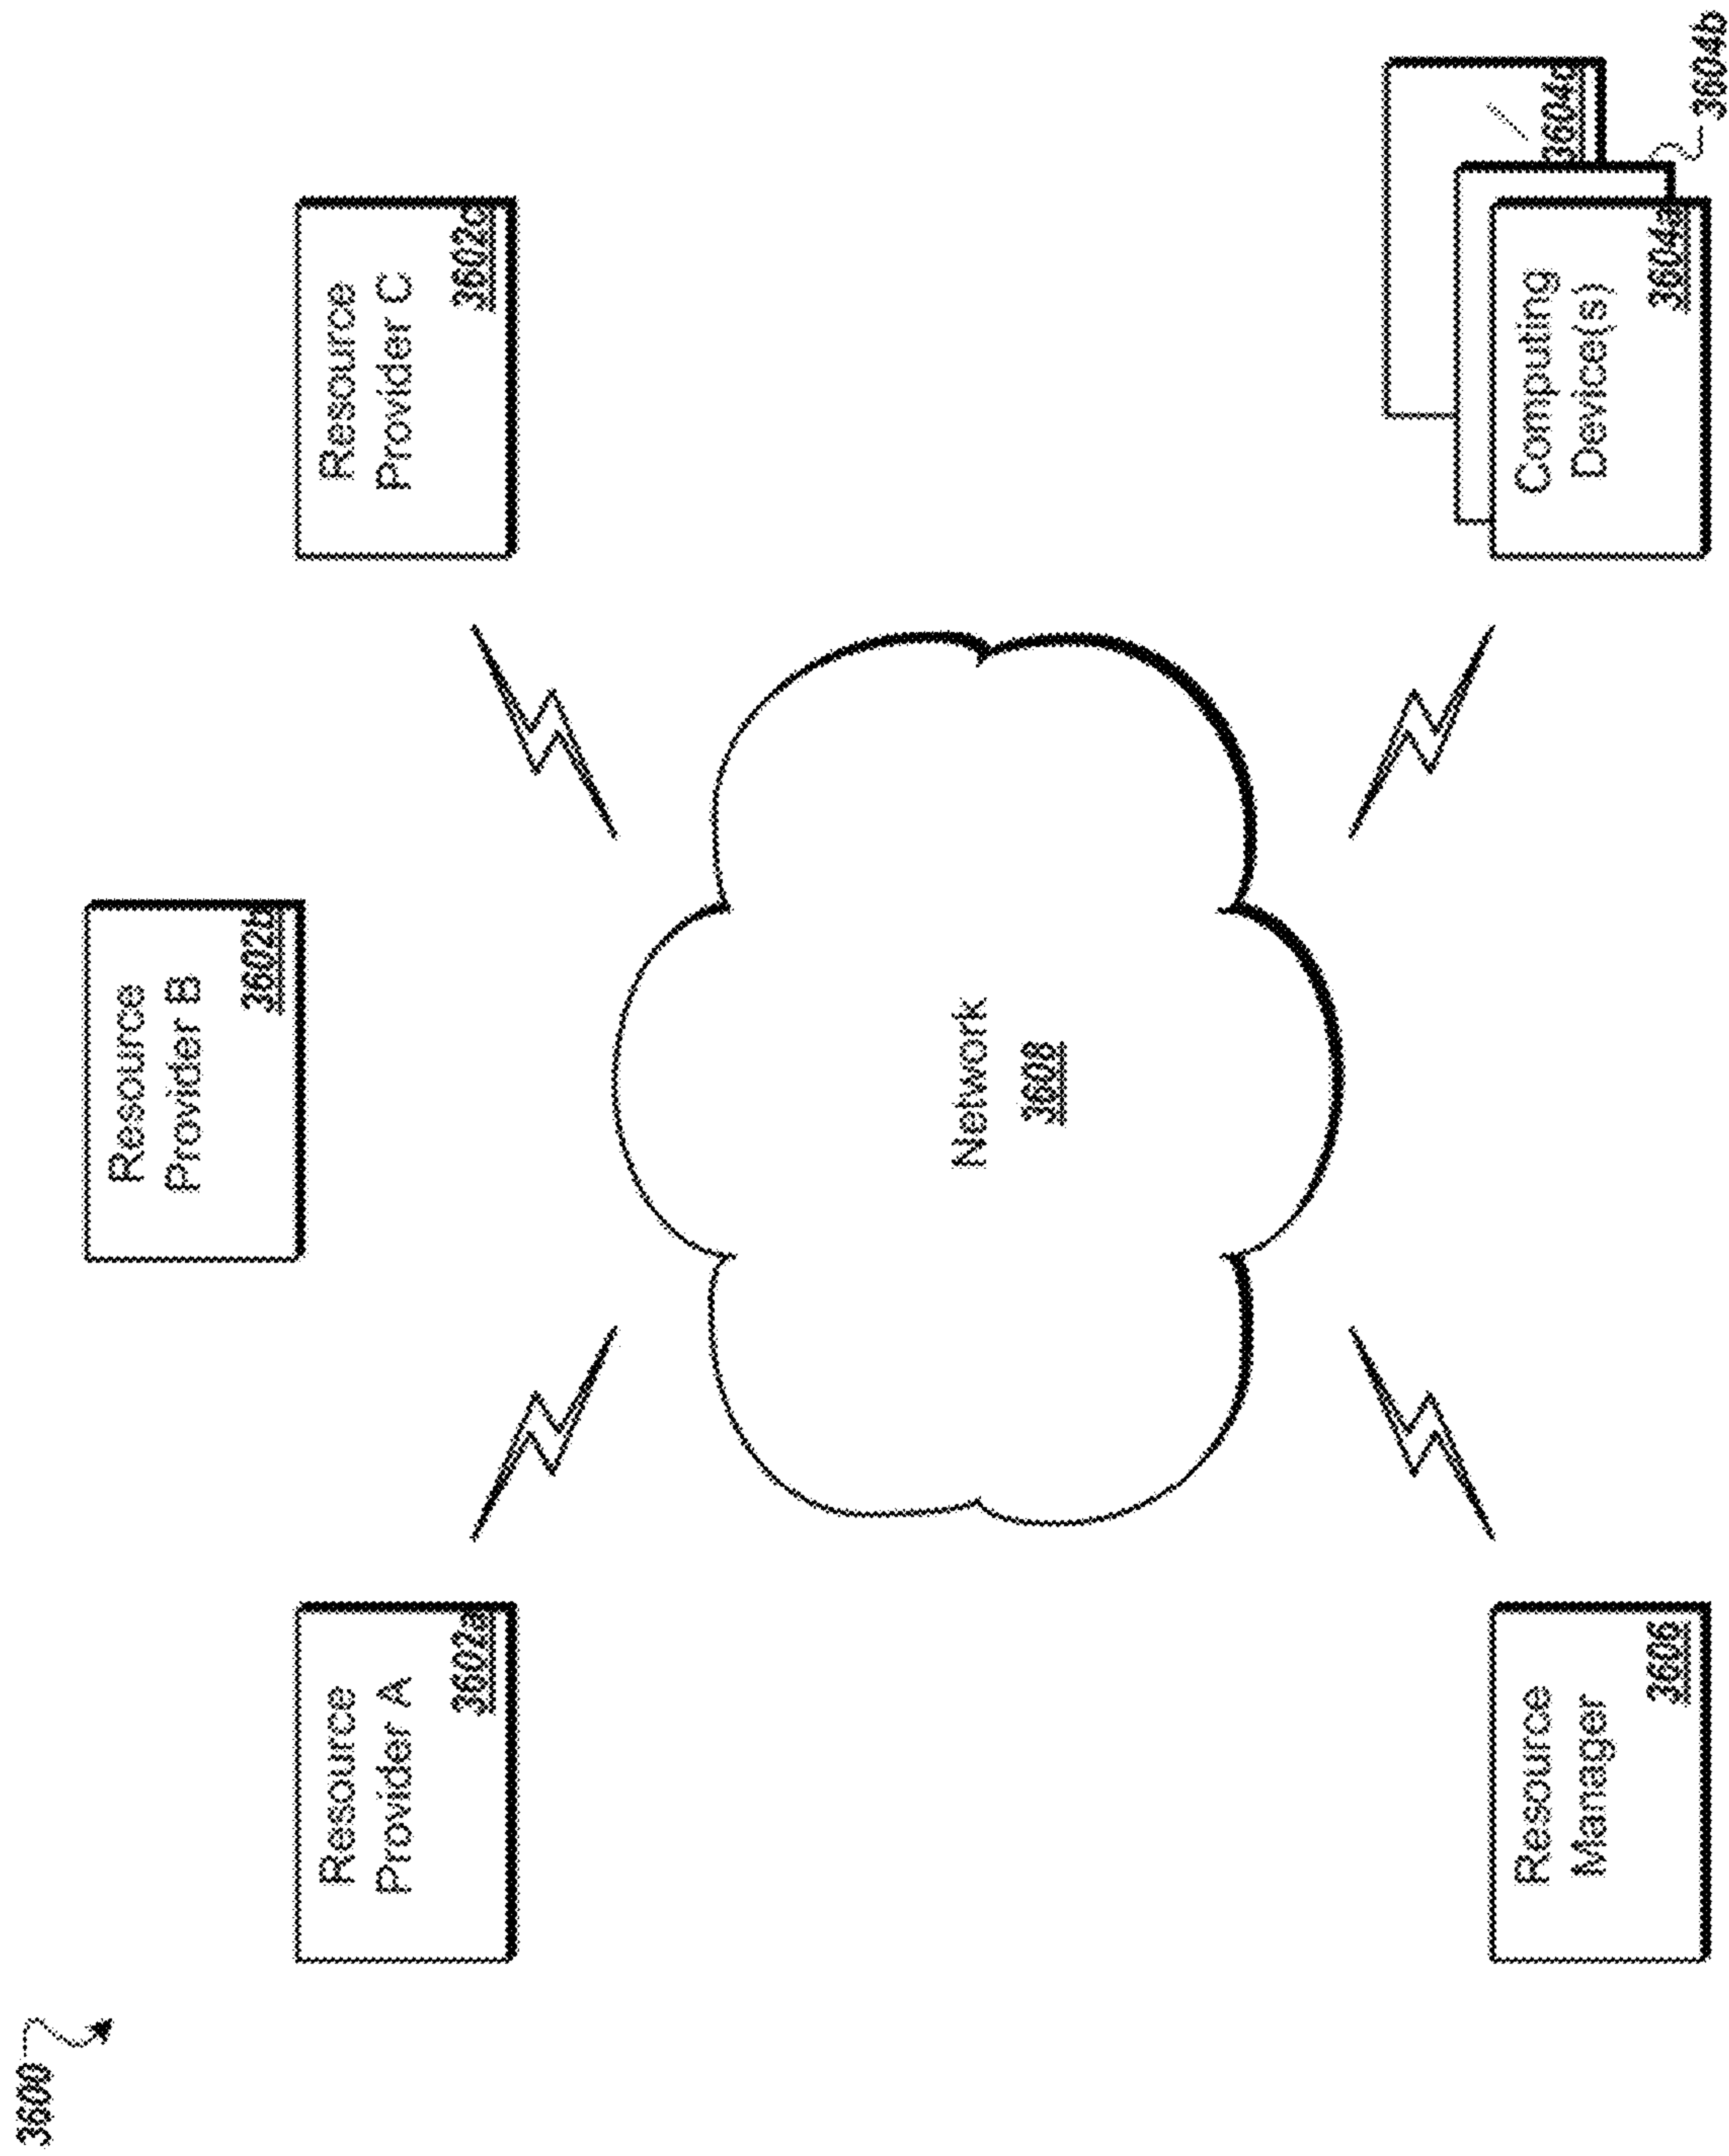 3600
Resource
Provider B
3602b
Resource
Provider A
3602a
Resource
Provider C
3602c
Network
3608
Resource
Manager
3606
3604c
Computing
Device(s)
3604a
3604b